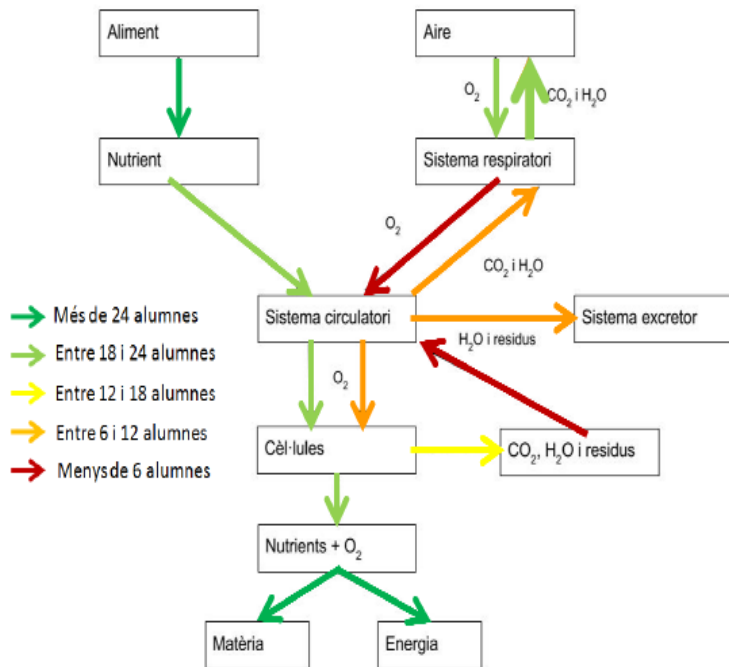 Aliment
Aire
O₂
CO₂ i H₂O
Nutrient
Sistema respiratori
O₂
CO₂ i H₂O
Sistema circulatori
Sistema excretor
H₂O i residus
Més de 24 alumnes
Entre 18 i 24 alumnes
Entre 12 i 18 alumnes
Entre 6 i 12 alumnes
Menys de 6 alumnes
O₂
Cèl·lules
CO₂, H₂O i residus
Nutrients + O₂
Matèria
Energia